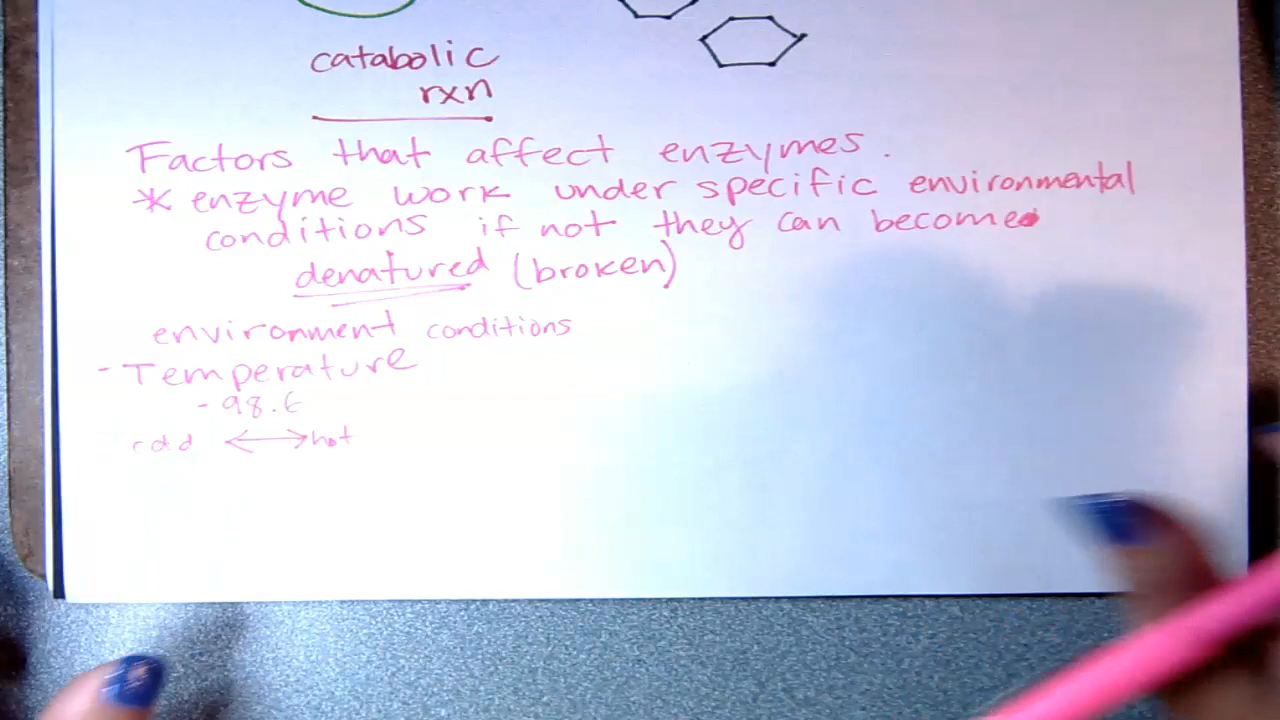 catabolic
rxn
Factors that affect enzymes.
* enzyme work under specific environmental
conditions if not they can become
denatured (broken)
environment conditions
- Temperature
- 98.6
cold ↔ hot